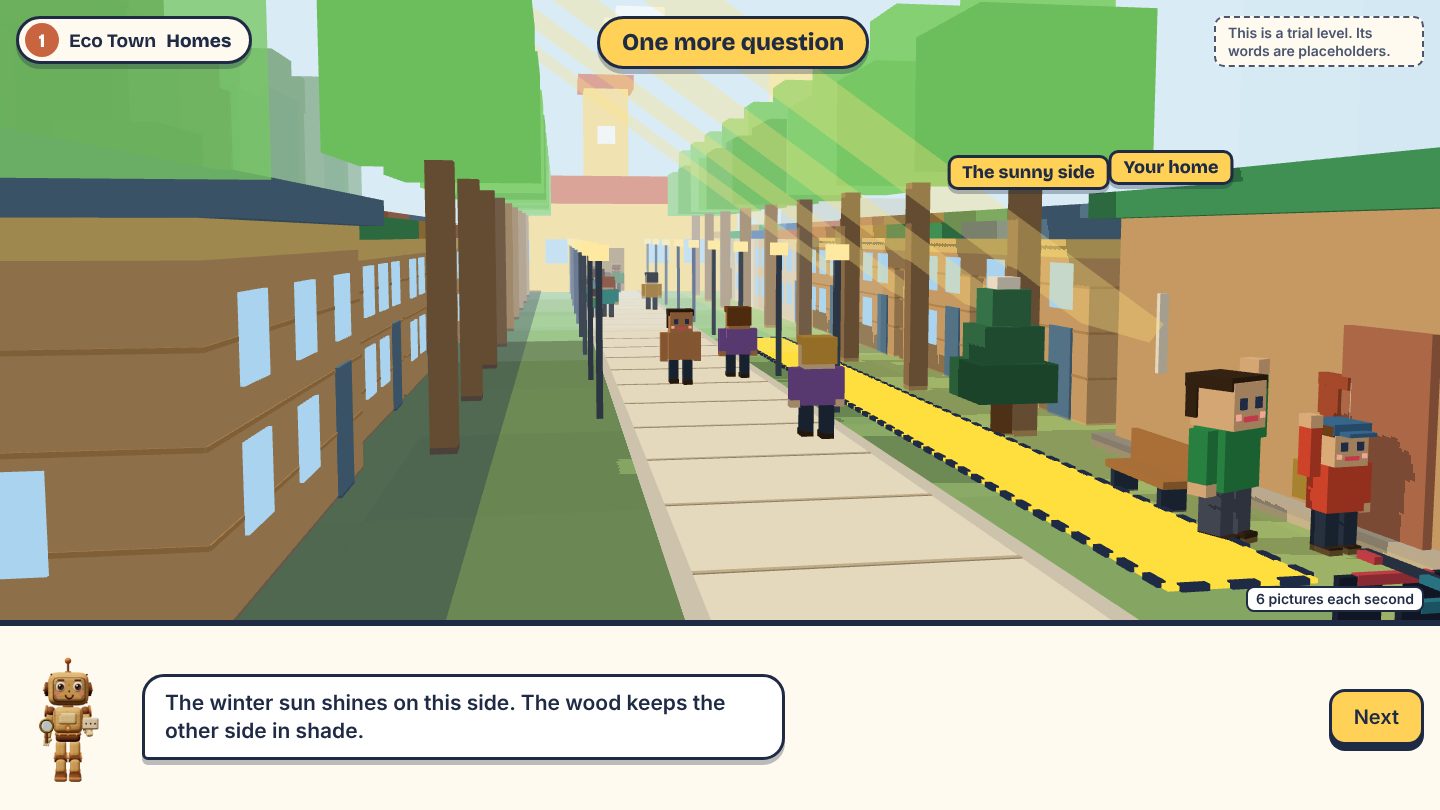 1 Eco Town Homes
One more question
This is a trial level. Its
words are placeholders.
The sunny side
Your home
6 pictures each second
The winter sun shines on this side. The wood keeps the
other side in shade.
Next